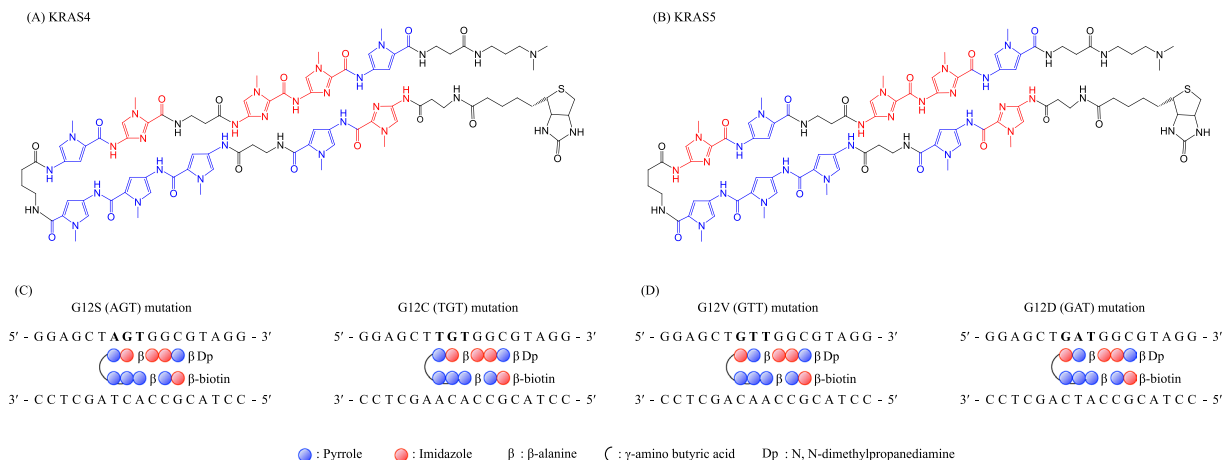 (A) KRAS4
(B) KRAS5
(C)
G12S (AGT) mutation
5′ - G G A G C T A G T G G C G T A G G - 3′
β β Dp
β β-biotin
3′ - C C T C G A T C A C C G C A T C C - 5′
G12C (TGT) mutation
5′ - G G A G C T T G T G G C G T A G G - 3′
β β Dp
β β-biotin
3′ - C C T C G A A C A C C G C A T C C - 5′
(D)
G12V (GTT) mutation
5′ - G G A G C T G T T G G C G T A G G - 3′
β β Dp
β β-biotin
3′ - C C T C G A C A A C C G C A T C C - 5′
G12D (GAT) mutation
5′ - G G A G C T G A T G G C G T A G G - 3′
β β Dp
β β-biotin
3′ - C C T C G A C T A C C G C A T C C - 5′
: Pyrrole : Imidazole β : β-alanine : γ-amino butyric acid Dp : N, N-dimethylpropanediamine